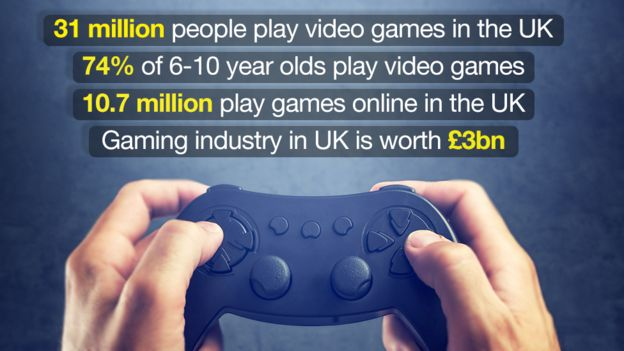 31 million people play video games in the UK
74% of 6-10 year olds play video games
10.7 million play games online in the UK
Gaming industry in UK is worth £3bn